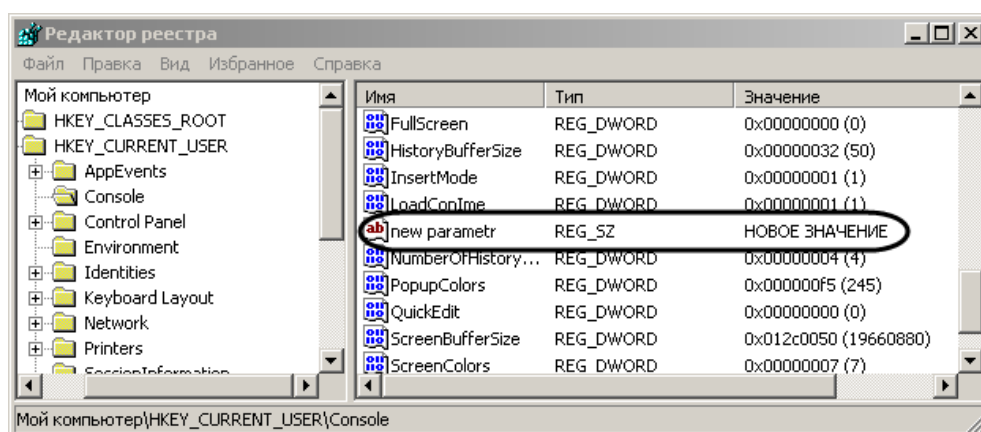 Редактор реестра
Файл Правка Вид Избранное Справка
Мой компьютер
HKEY_CLASSES_ROOT
HKEY_CURRENT_USER
AppEvents
Console
Control Panel
Environment
Identities
Keyboard Layout
Network
Printers
SessionInformation
Имя Тип Значение
FullScreen REG_DWORD 0x00000000 (0)
HistoryBufferSize REG_DWORD 0x00000032 (50)
InsertMode REG_DWORD 0x00000001 (1)
LoadConIme REG_DWORD 0x00000001 (1)
new parametr REG_SZ НОВОЕ ЗНАЧЕНИЕ
NumberOfHistory... REG_DWORD 0x00000004 (4)
PopupColors REG_DWORD 0x000000f5 (245)
QuickEdit REG_DWORD 0x00000000 (0)
ScreenBufferSize REG_DWORD 0x012c0050 (19660880)
ScreenColors REG_DWORD 0x00000007 (7)
Мой компьютер\HKEY_CURRENT_USER\Console